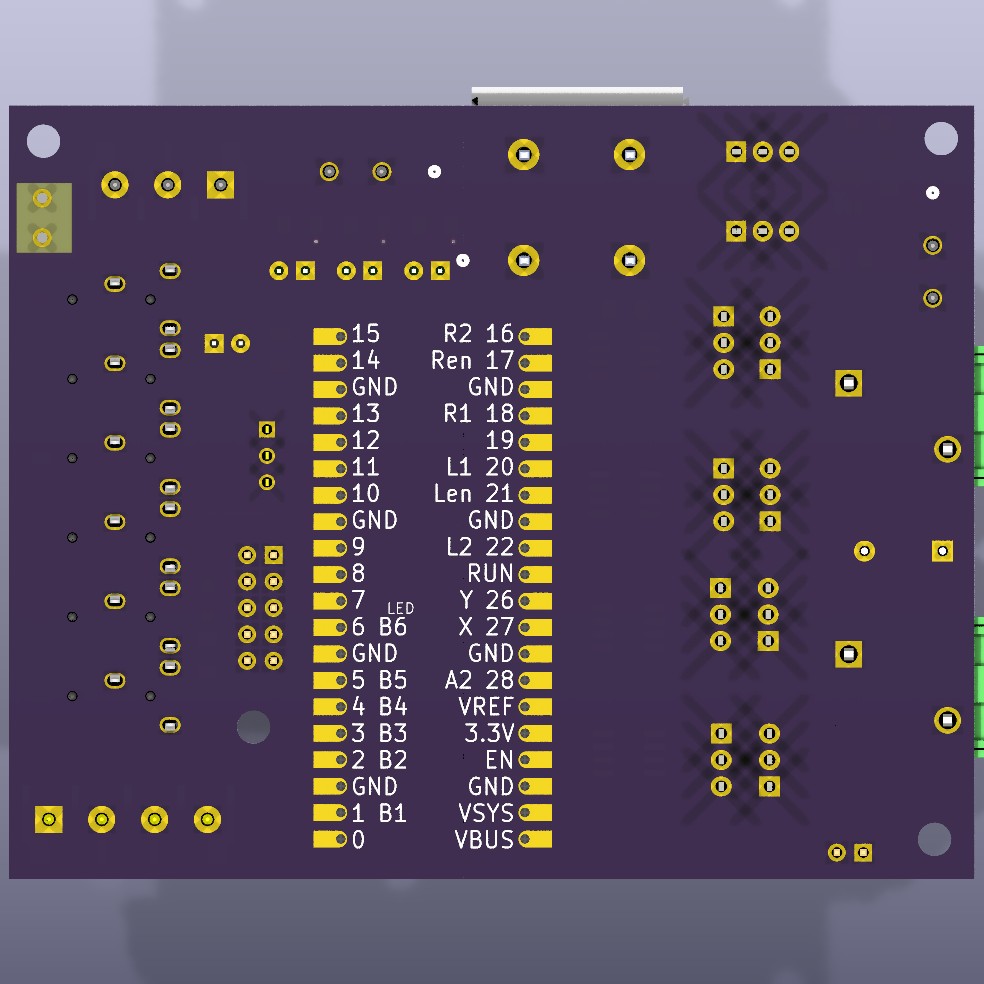 15 R2 16
14 Ren 17
GND GND
13 R1 18
12 19
11 L1 20
10 Len 21
GND GND
9 L2 22
8 RUN
7 Y 26
LED
6 B6 X 27
GND GND
5 B5 A2 28
4 B4 VREF
3 B3 3.3V
2 B2 EN
GND GND
1 B1 VSYS
0 VBUS